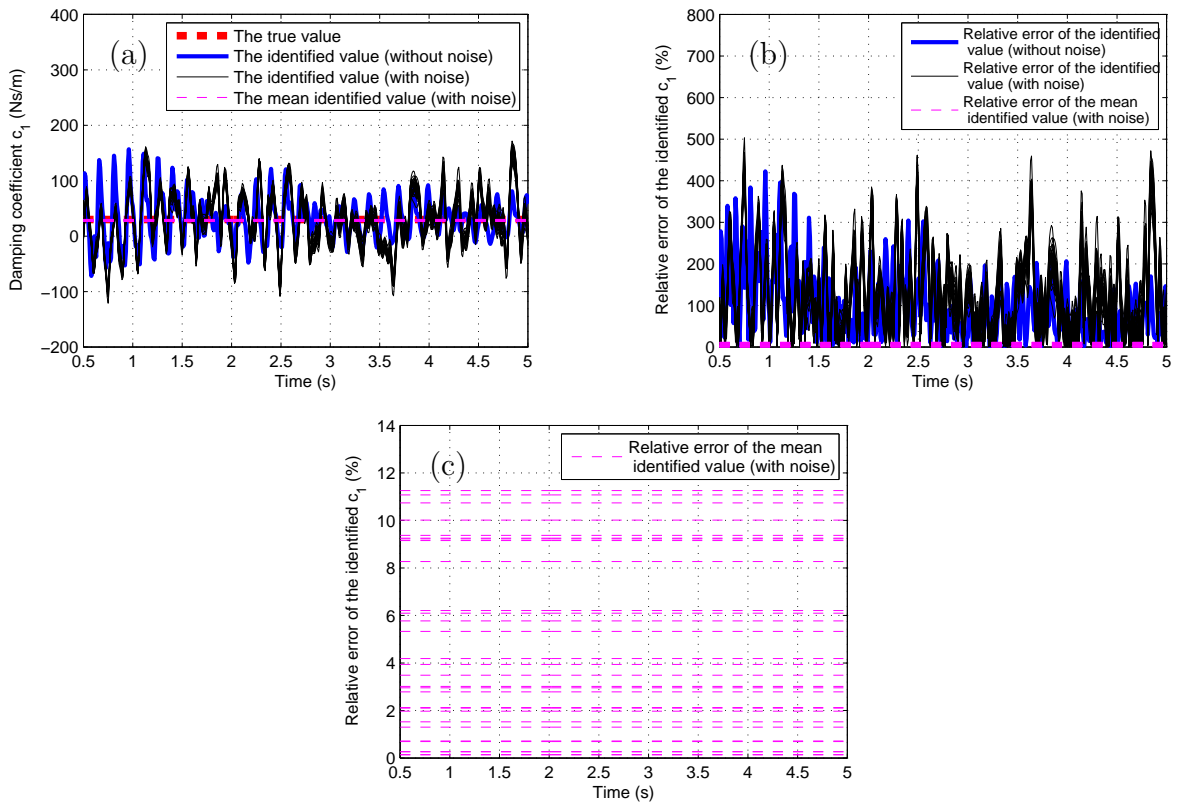 (a)
400
300
200
100
0
−100
−200
0.5 1 1.5 2 2.5 3 3.5 4 4.5 5
Damping coefficient c1 (Ns/m)
Time (s)
The true value
The identified value (without noise)
The identified value (with noise)
The mean identified value (with noise)
(b)
800
700
600
500
400
300
200
100
0
0.5 1 1.5 2 2.5 3 3.5 4 4.5 5
Relative error of the identified c1 (%)
Time (s)
Relative error of the identified
value (without noise)
Relative error of the identified
value (with noise)
Relative error of the mean
identified value (with noise)
(c)
14
12
10
8
6
4
2
0
0.5 1 1.5 2 2.5 3 3.5 4 4.5 5
Relative error of the identified c1 (%)
Time (s)
Relative error of the mean
identified value (with noise)